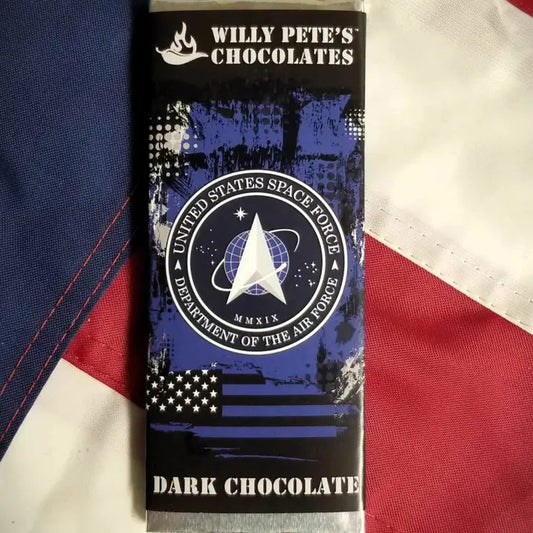 WILLY PETE'S™
CHOCOLATES
UNITED STATES SPACE FORCE
MMXIX
DEPARTMENT OF THE AIR FORCE
DARK CHOCOLATE